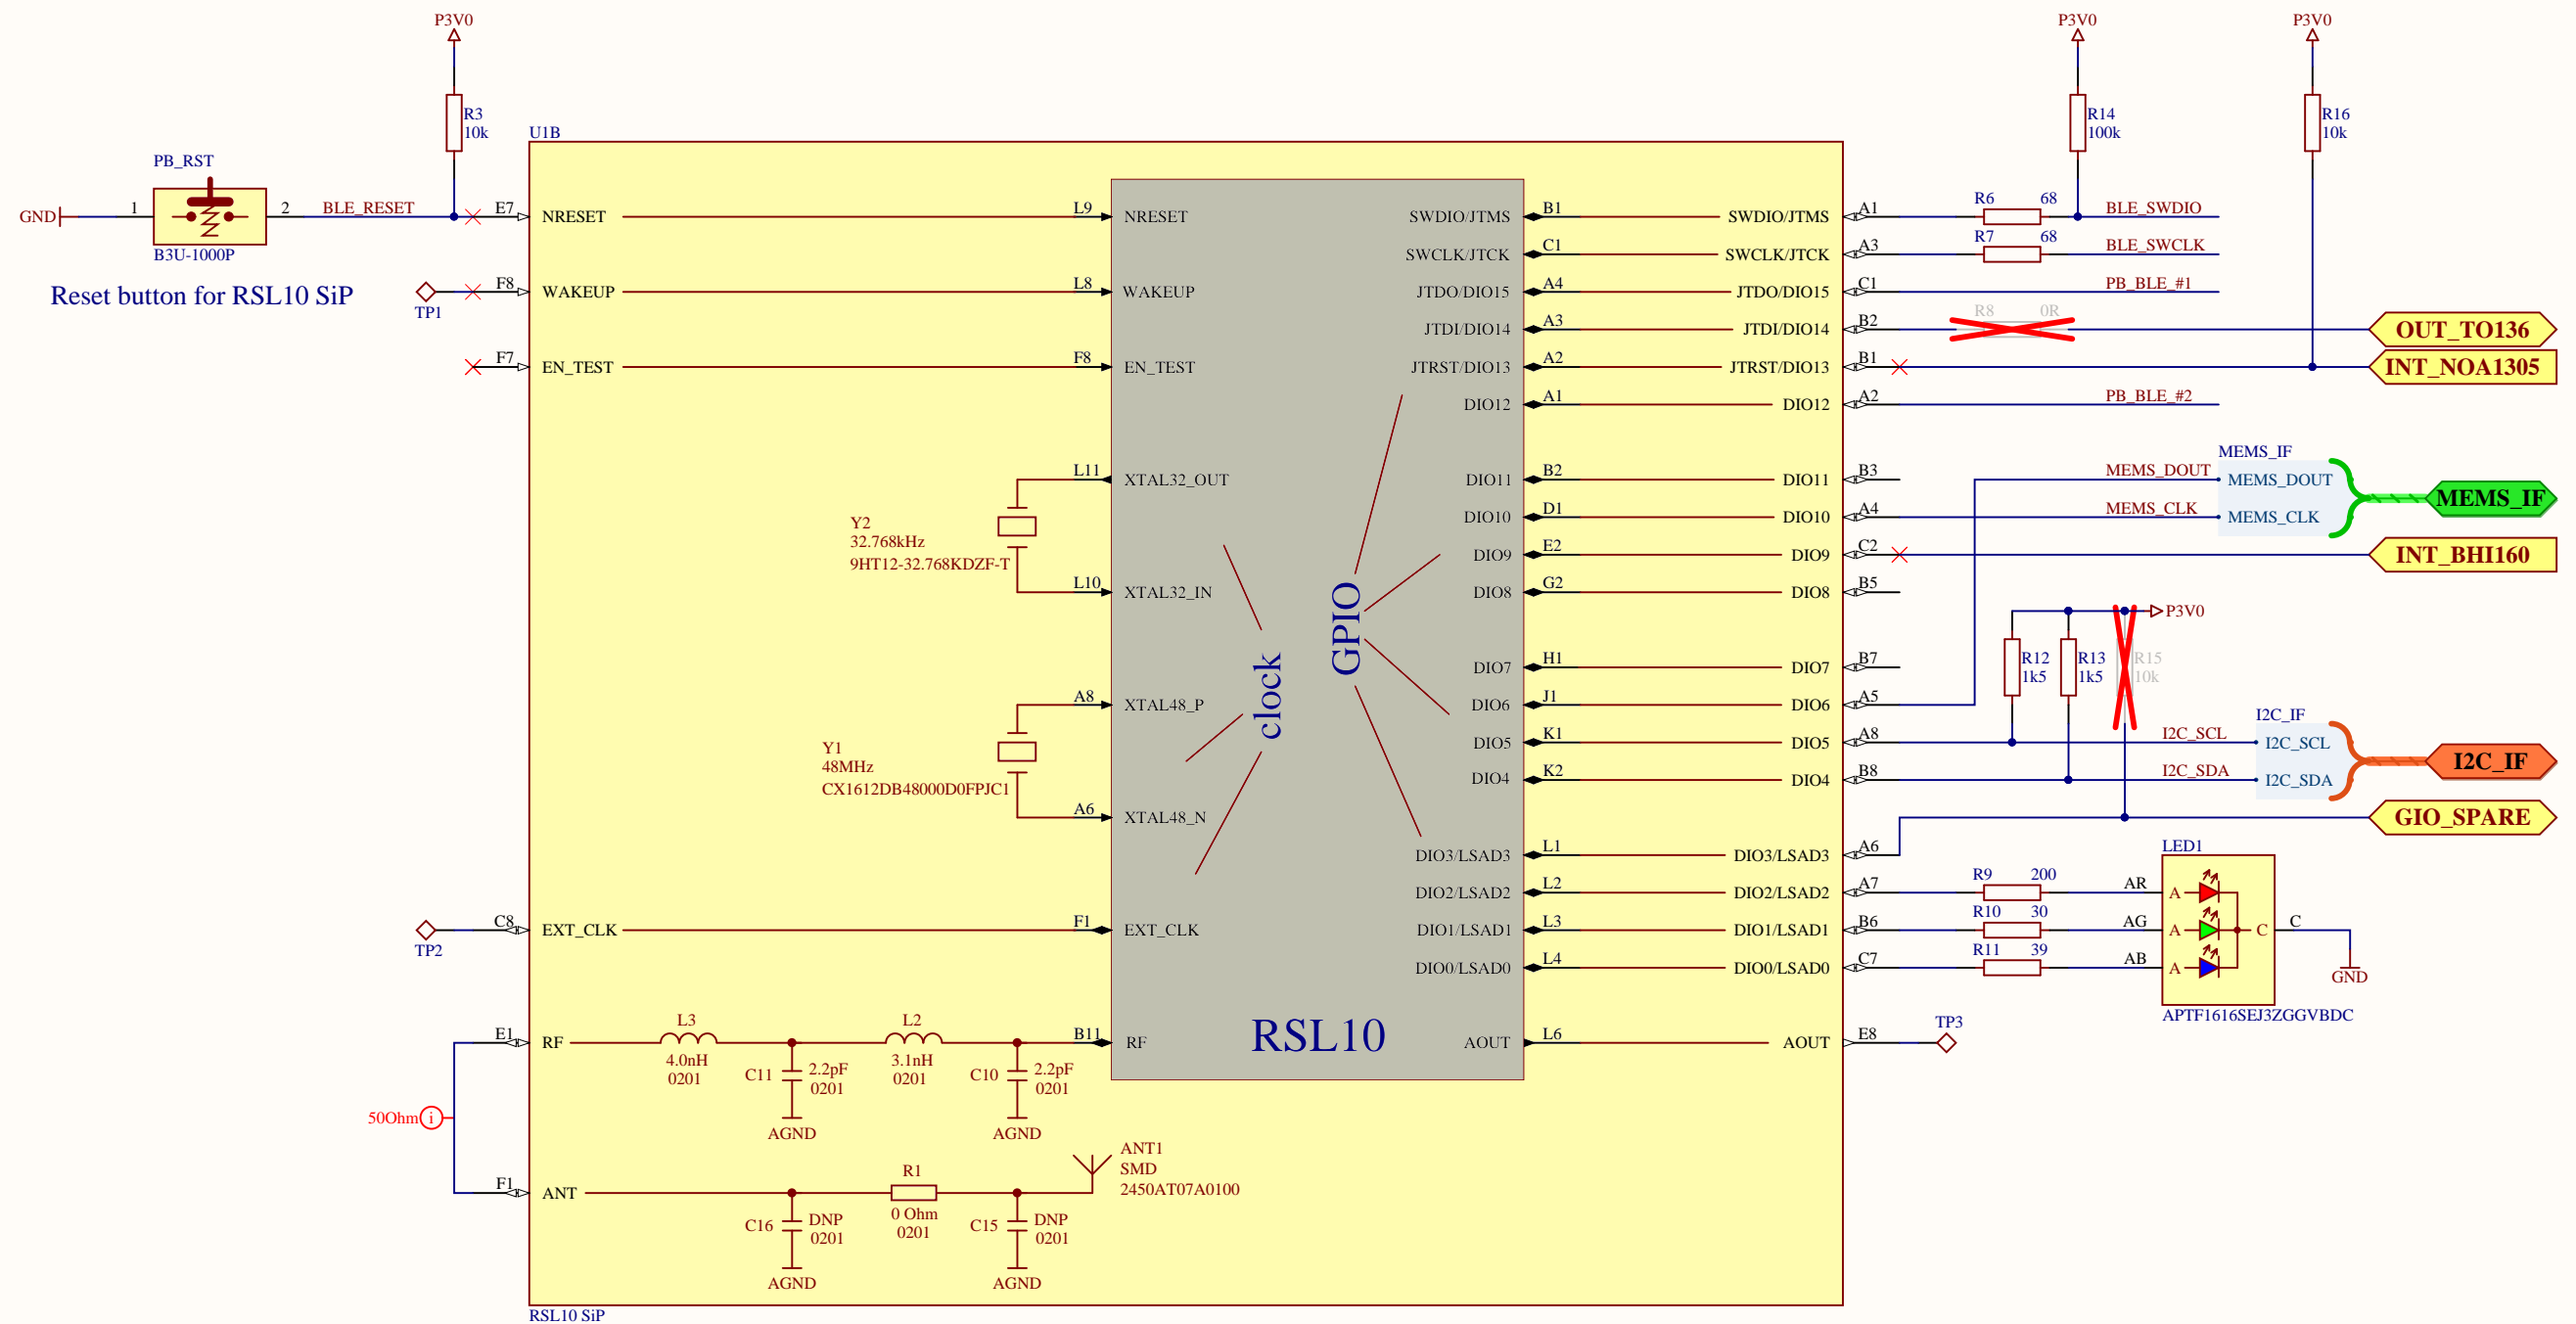 P3V0
P3V0
P3V0
R3
10k
R14
100k
R16
10k
U1B
PB_RST
GND
1
2
BLE_RESET
B3U-1000P
Reset button for RSL10 SiP
E7
NRESET
L9
NRESET
SWDIO/JTMS
B1
SWDIO/JTMS
A1
R6
68
BLE_SWDIO
SWCLK/JTCK
C1
SWCLK/JTCK
A3
R7
68
BLE_SWCLK
TP1
F8
WAKEUP
L8
WAKEUP
JTDO/DIO15
A4
JTDO/DIO15
C1
PB_BLE_#1
JTDI/DIO14
A3
JTDI/DIO14
B2
R8
0R
OUT_TO136
F7
EN_TEST
F8
EN_TEST
JTRST/DIO13
A2
JTRST/DIO13
B1
INT_NOA1305
DIO12
A1
DIO12
A2
PB_BLE_#2
L11
XTAL32_OUT
DIO11
B2
DIO11
B3
MEMS_DOUT
MEMS_IF
MEMS_DOUT
MEMS_CLK
MEMS_IF
Y2
32.768kHz
9HT12-32.768KDZF-T
DIO10
D1
DIO10
A4
MEMS_CLK
DIO9
E2
DIO9
C2
INT_BHI160
L10
XTAL32_IN
DIO8
G2
DIO8
B5
GPIO
clock
P3V0
R12
1k5
R13
1k5
R15
10k
DIO7
H1
DIO7
B7
A8
XTAL48_P
DIO6
J1
DIO6
A5
Y1
48MHz
CX1612DB48000D0FPJC1
DIO5
K1
DIO5
A8
I2C_SCL
I2C_IF
I2C_SCL
I2C_SDA
I2C_IF
DIO4
K2
DIO4
B8
I2C_SDA
A6
XTAL48_N
GIO_SPARE
DIO3/LSAD3
L1
DIO3/LSAD3
A6
LED1
DIO2/LSAD2
L2
DIO2/LSAD2
A7
R9
200
AR
A
TP2
C8
EXT_CLK
F1
EXT_CLK
DIO1/LSAD1
L3
DIO1/LSAD1
B6
R10
30
AG
A
C
C
DIO0/LSAD0
L4
DIO0/LSAD0
C7
R11
39
AB
A
GND
APTF1616SEJ3ZGGVBDC
E1
RF
L3
4.0nH
0201
C11
2.2pF
0201
AGND
L2
3.1nH
0201
C10
2.2pF
0201
AGND
B11
RF
RSL10
AOUT
L6
AOUT
E8
TP3
50Ohm
i
F1
ANT
C16
DNP
0201
AGND
R1
0 Ohm
0201
C15
DNP
0201
AGND
ANT1
SMD
2450AT07A0100
RSL10 SiP